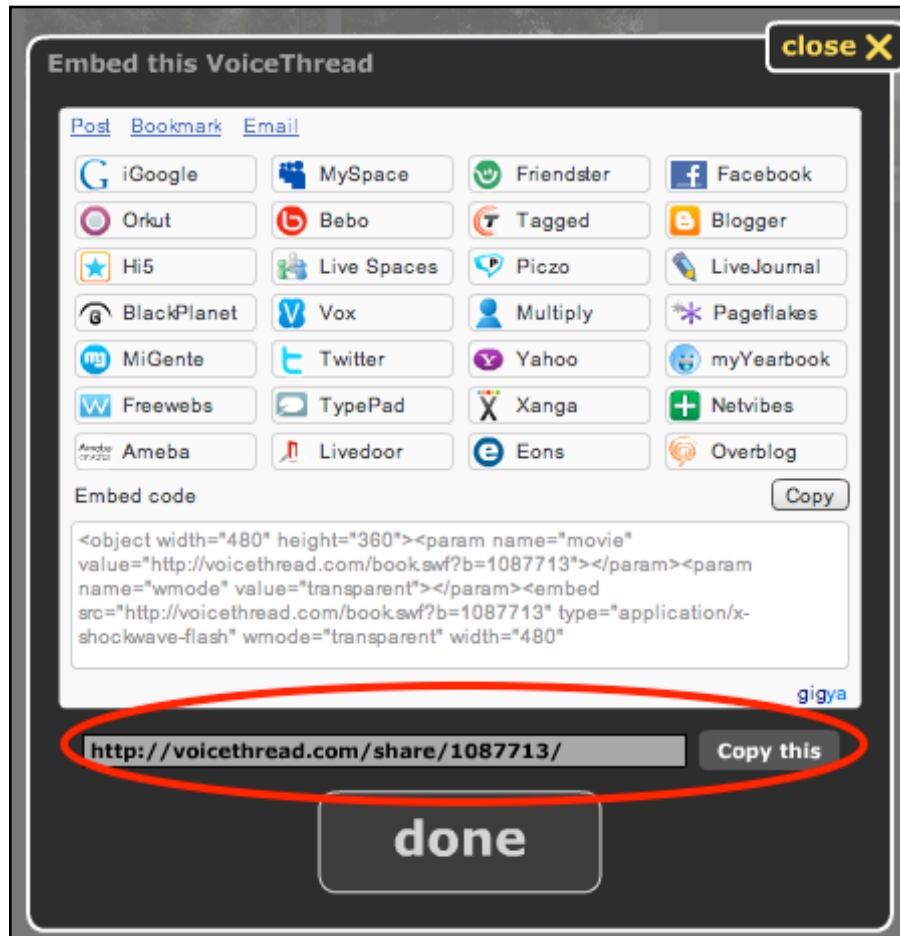 close X
Embed this VoiceThread
Post Bookmark Email
iGoogle MySpace Friendster Facebook
Orkut Bebo Tagged Blogger
Hi5 Live Spaces Piczo LiveJournal
BlackPlanet Vox Multiply Pageflakes
MiGente Twitter Yahoo myYearbook
Freewebs TypePad Xanga Netvibes
Ameba Livedoor Eons Overblog
Embed code Copy
<object width="480" height="360"><param name="movie"
value="http://voicethread.com/book.swf?b=1087713"></param><param
name="wmode" value="transparent"></param><embed
src="http://voicethread.com/book.swf?b=1087713" type="application/x-
shockwave-flash" wmode="transparent" width="480"
gigya
http://voicethread.com/share/1087713/ Copy this
done